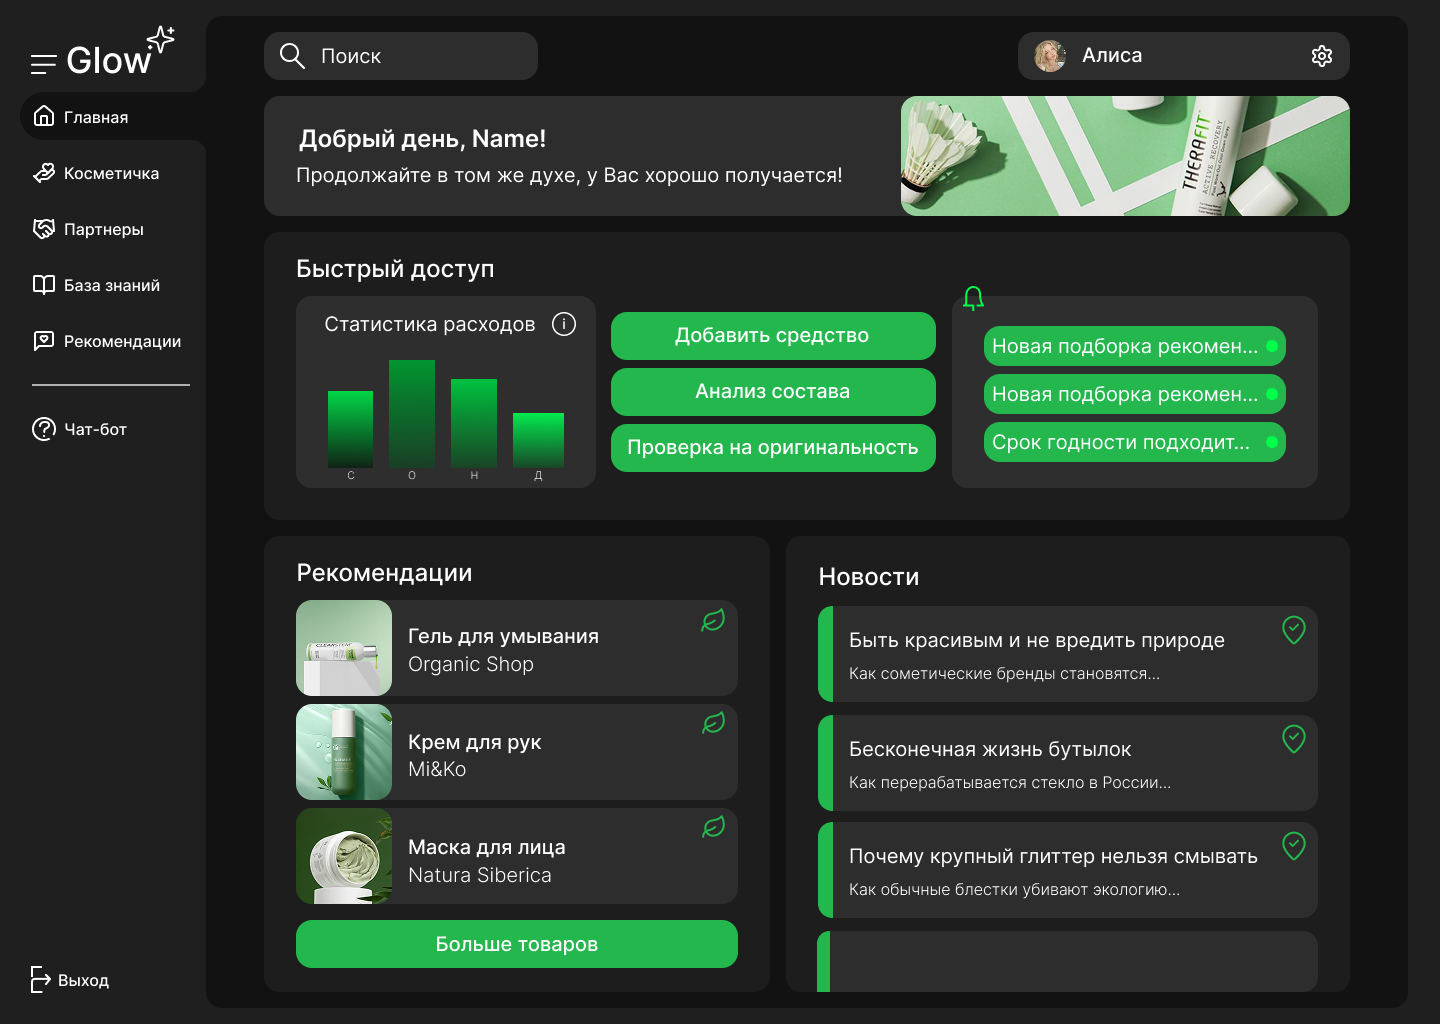 Glow
Поиск
Алиса
Главная
Косметичка
Партнеры
База знаний
Рекомендации
Чат-бот
Выход
Добрый день, Name!
Продолжайте в том же духе, у Вас хорошо получается!
THERAFIT
ACTIVE RECOVERY
Быстрый доступ
Статистика расходов
С О Н Д
Добавить средство
Анализ состава
Проверка на оригинальность
Новая подборка рекомен...
Новая подборка рекомен...
Срок годности подходит...
Рекомендации
CLEARSTEM
Гель для умывания
Organic Shop
Крем для рук
Mi&Ko
Маска для лица
Natura Siberica
Больше товаров
Новости
Быть красивым и не вредить природе
Как сометические бренды становятся...
Бесконечная жизнь бутылок
Как перерабатывается стекло в России...
Почему крупный глиттер нельзя смывать
Как обычные блестки убивают экологию...